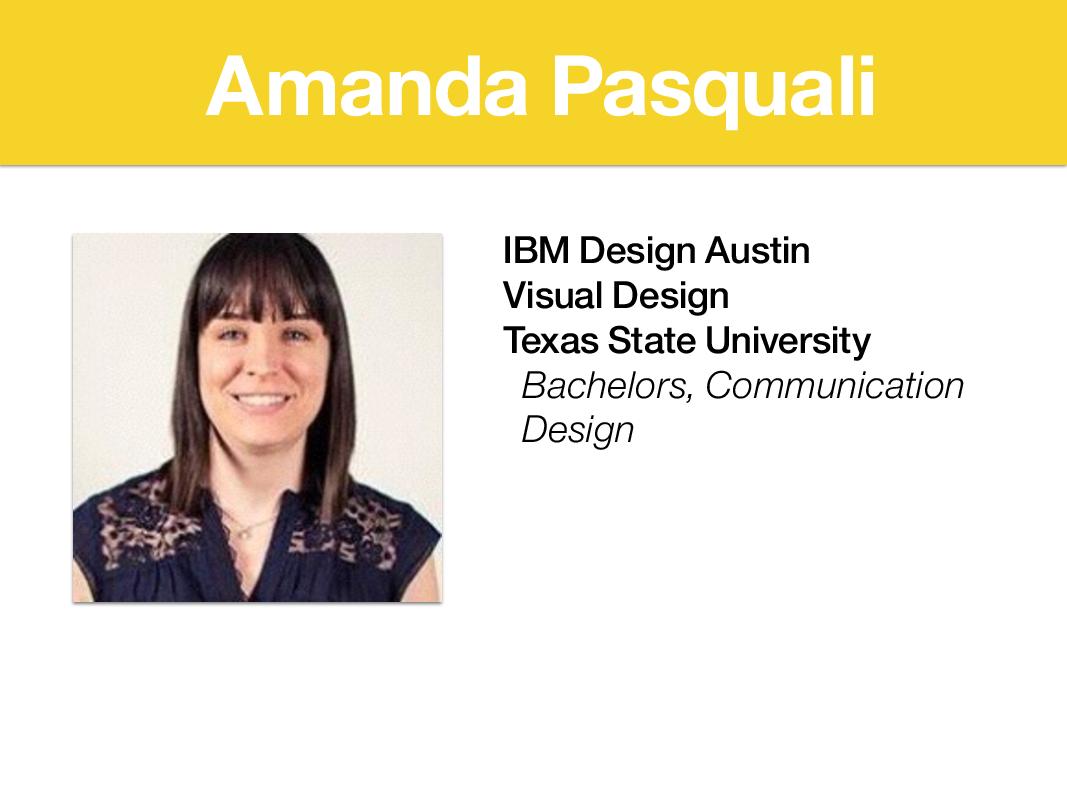 Amanda Pasquali
IBM Design Austin
Visual Design
Texas State University
Bachelors, Communication
Design